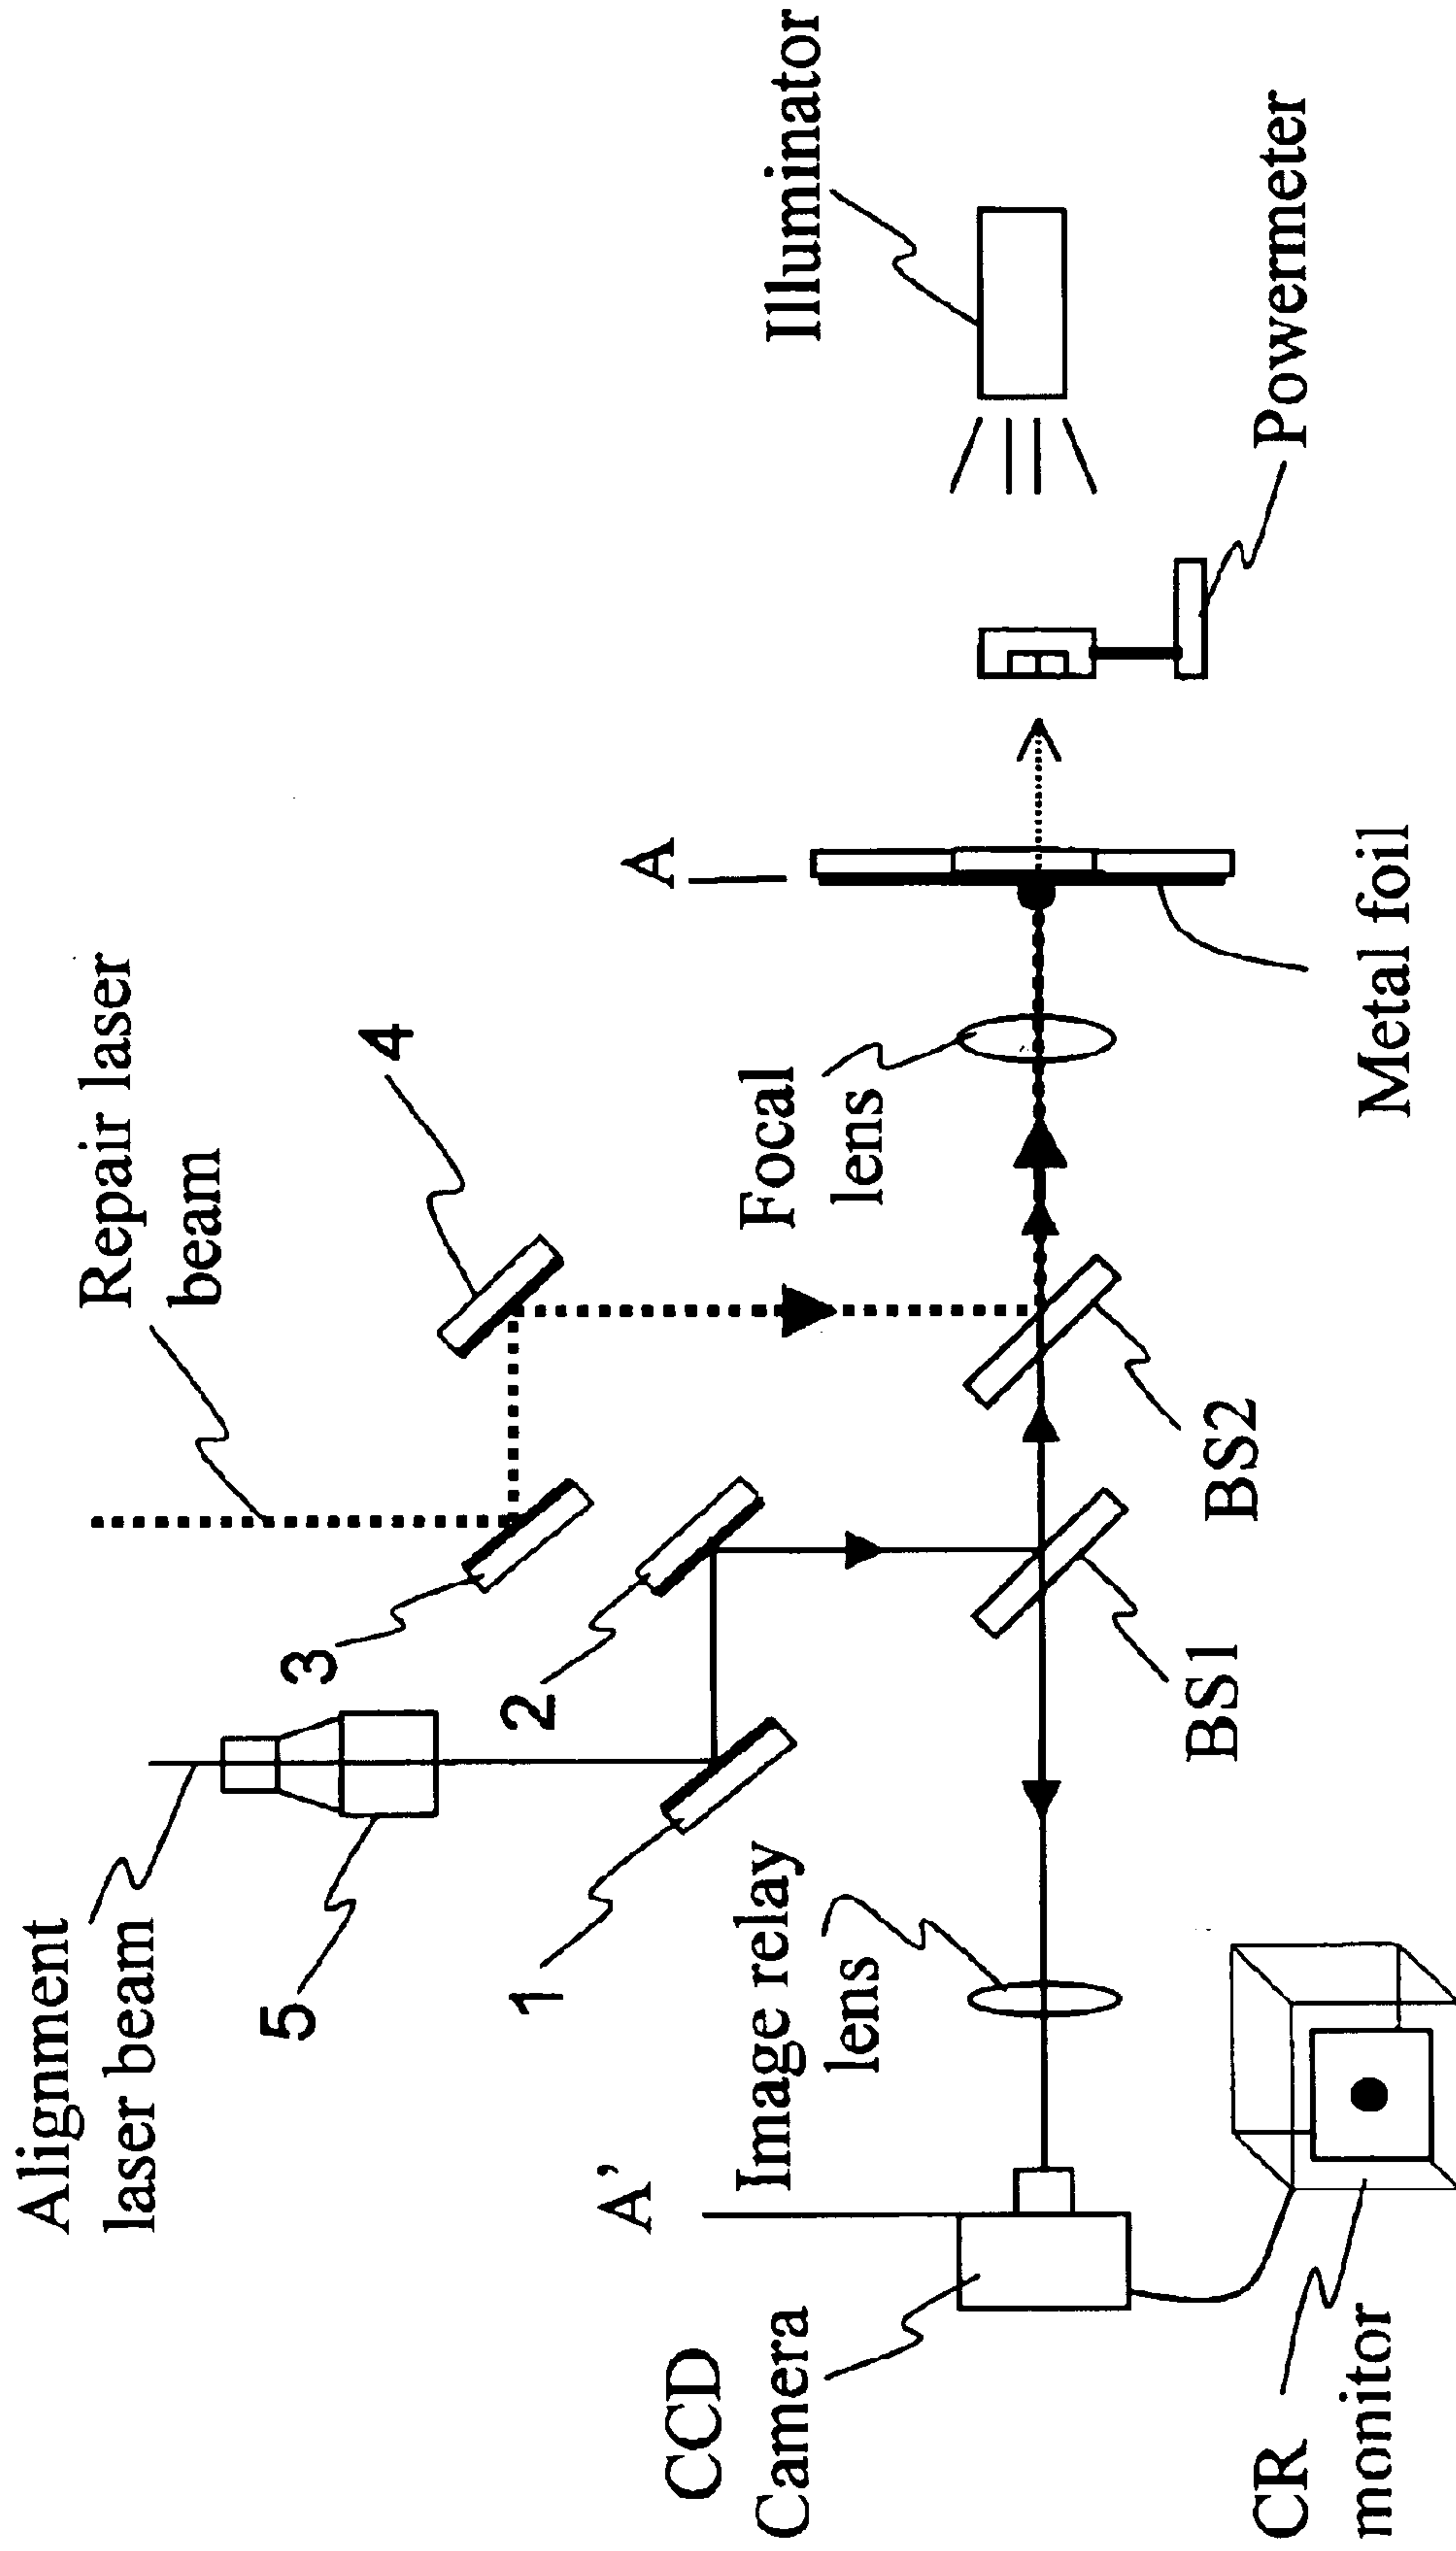 Alignment
laser beam
Repair laser
beam
5
3
4
1
2
A'
A
Illuminator
CCD
Camera
Image relay
lens
Focal
lens
BS1
BS2
Powermeter
CR
monitor
Metal foil